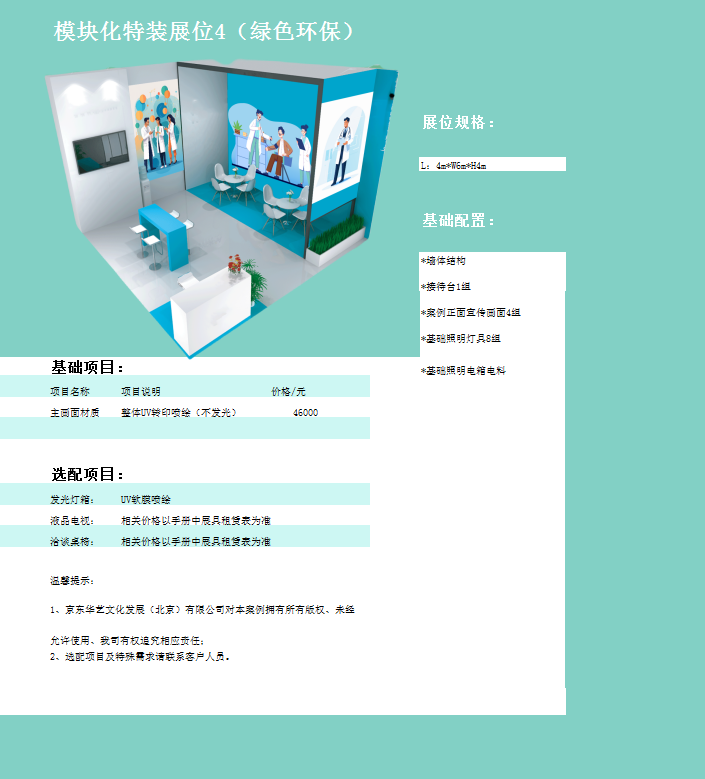 模块化特装展位4（绿色环保）
展位规格：
L：4m*W6m*H4m
基础配置：
*墙体结构
*接待台1组
*案例正面宣传画面4组
*基础照明灯具8组
*基础照明电箱电料
基础项目：
项目名称 项目说明 价格/元
主画面材质 整体UV转印喷绘（不发光） 46000
选配项目：
发光灯箱： UV软膜喷绘
液晶电视： 相关价格以手册中展具租赁表为准
洽谈桌椅： 相关价格以手册中展具租赁表为准
温馨提示：
1、京东华艺文化发展（北京）有限公司对本案例拥有所有版权、未经
允许使用、我司有权追究相应责任；
2、选配项目及特殊需求请联系客户人员。